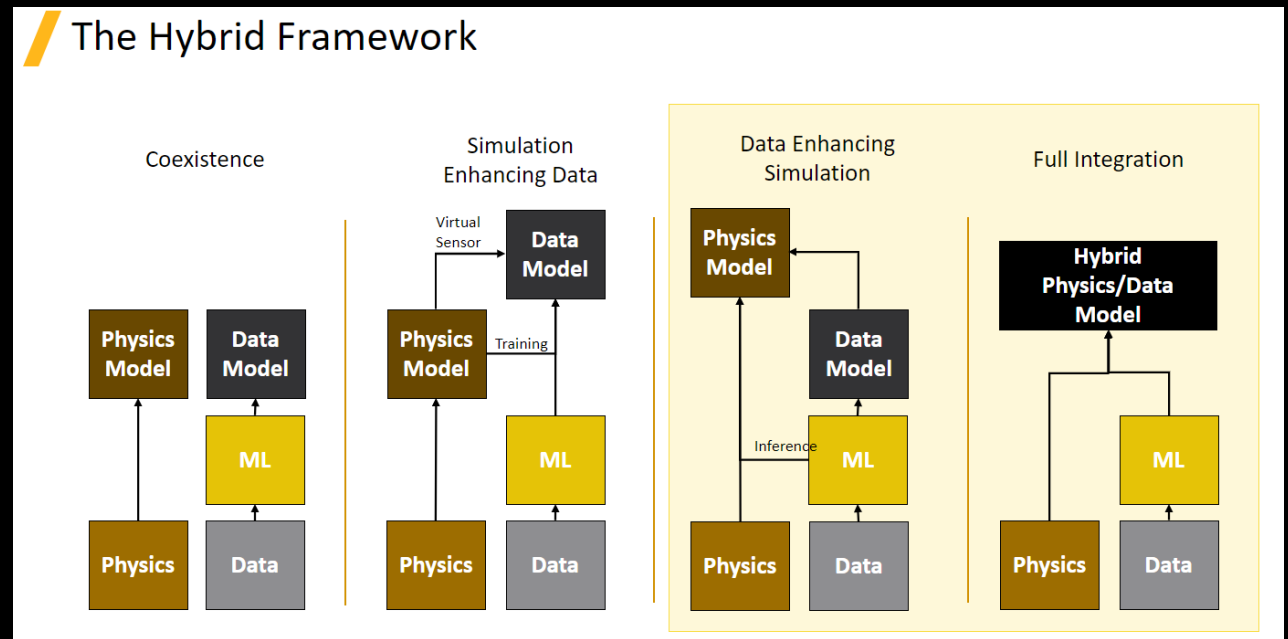 The Hybrid Framework
Coexistence
Physics
Model
Data
Model
ML
Physics
Data
Simulation
Enhancing Data
Virtual
Sensor
Data
Model
Physics
Model
Training
ML
Physics
Data
Data Enhancing
Simulation
Physics
Model
Data
Model
Inference
ML
Physics
Data
Full Integration
Hybrid
Physics/Data
Model
ML
Physics
Data